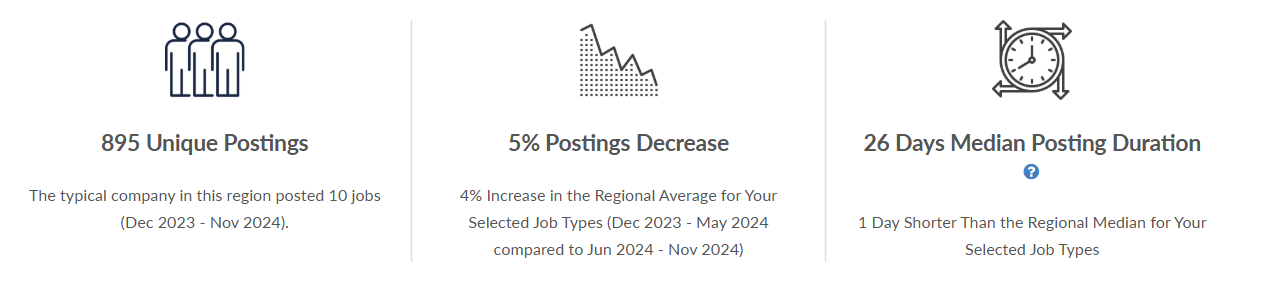 895 Unique Postings
The typical company in this region posted 10 jobs
(Dec 2023 - Nov 2024).
5% Postings Decrease
4% Increase in the Regional Average for Your
Selected Job Types (Dec 2023 - May 2024
compared to Jun 2024 - Nov 2024)
26 Days Median Posting Duration
?
1 Day Shorter Than the Regional Median for Your
Selected Job Types